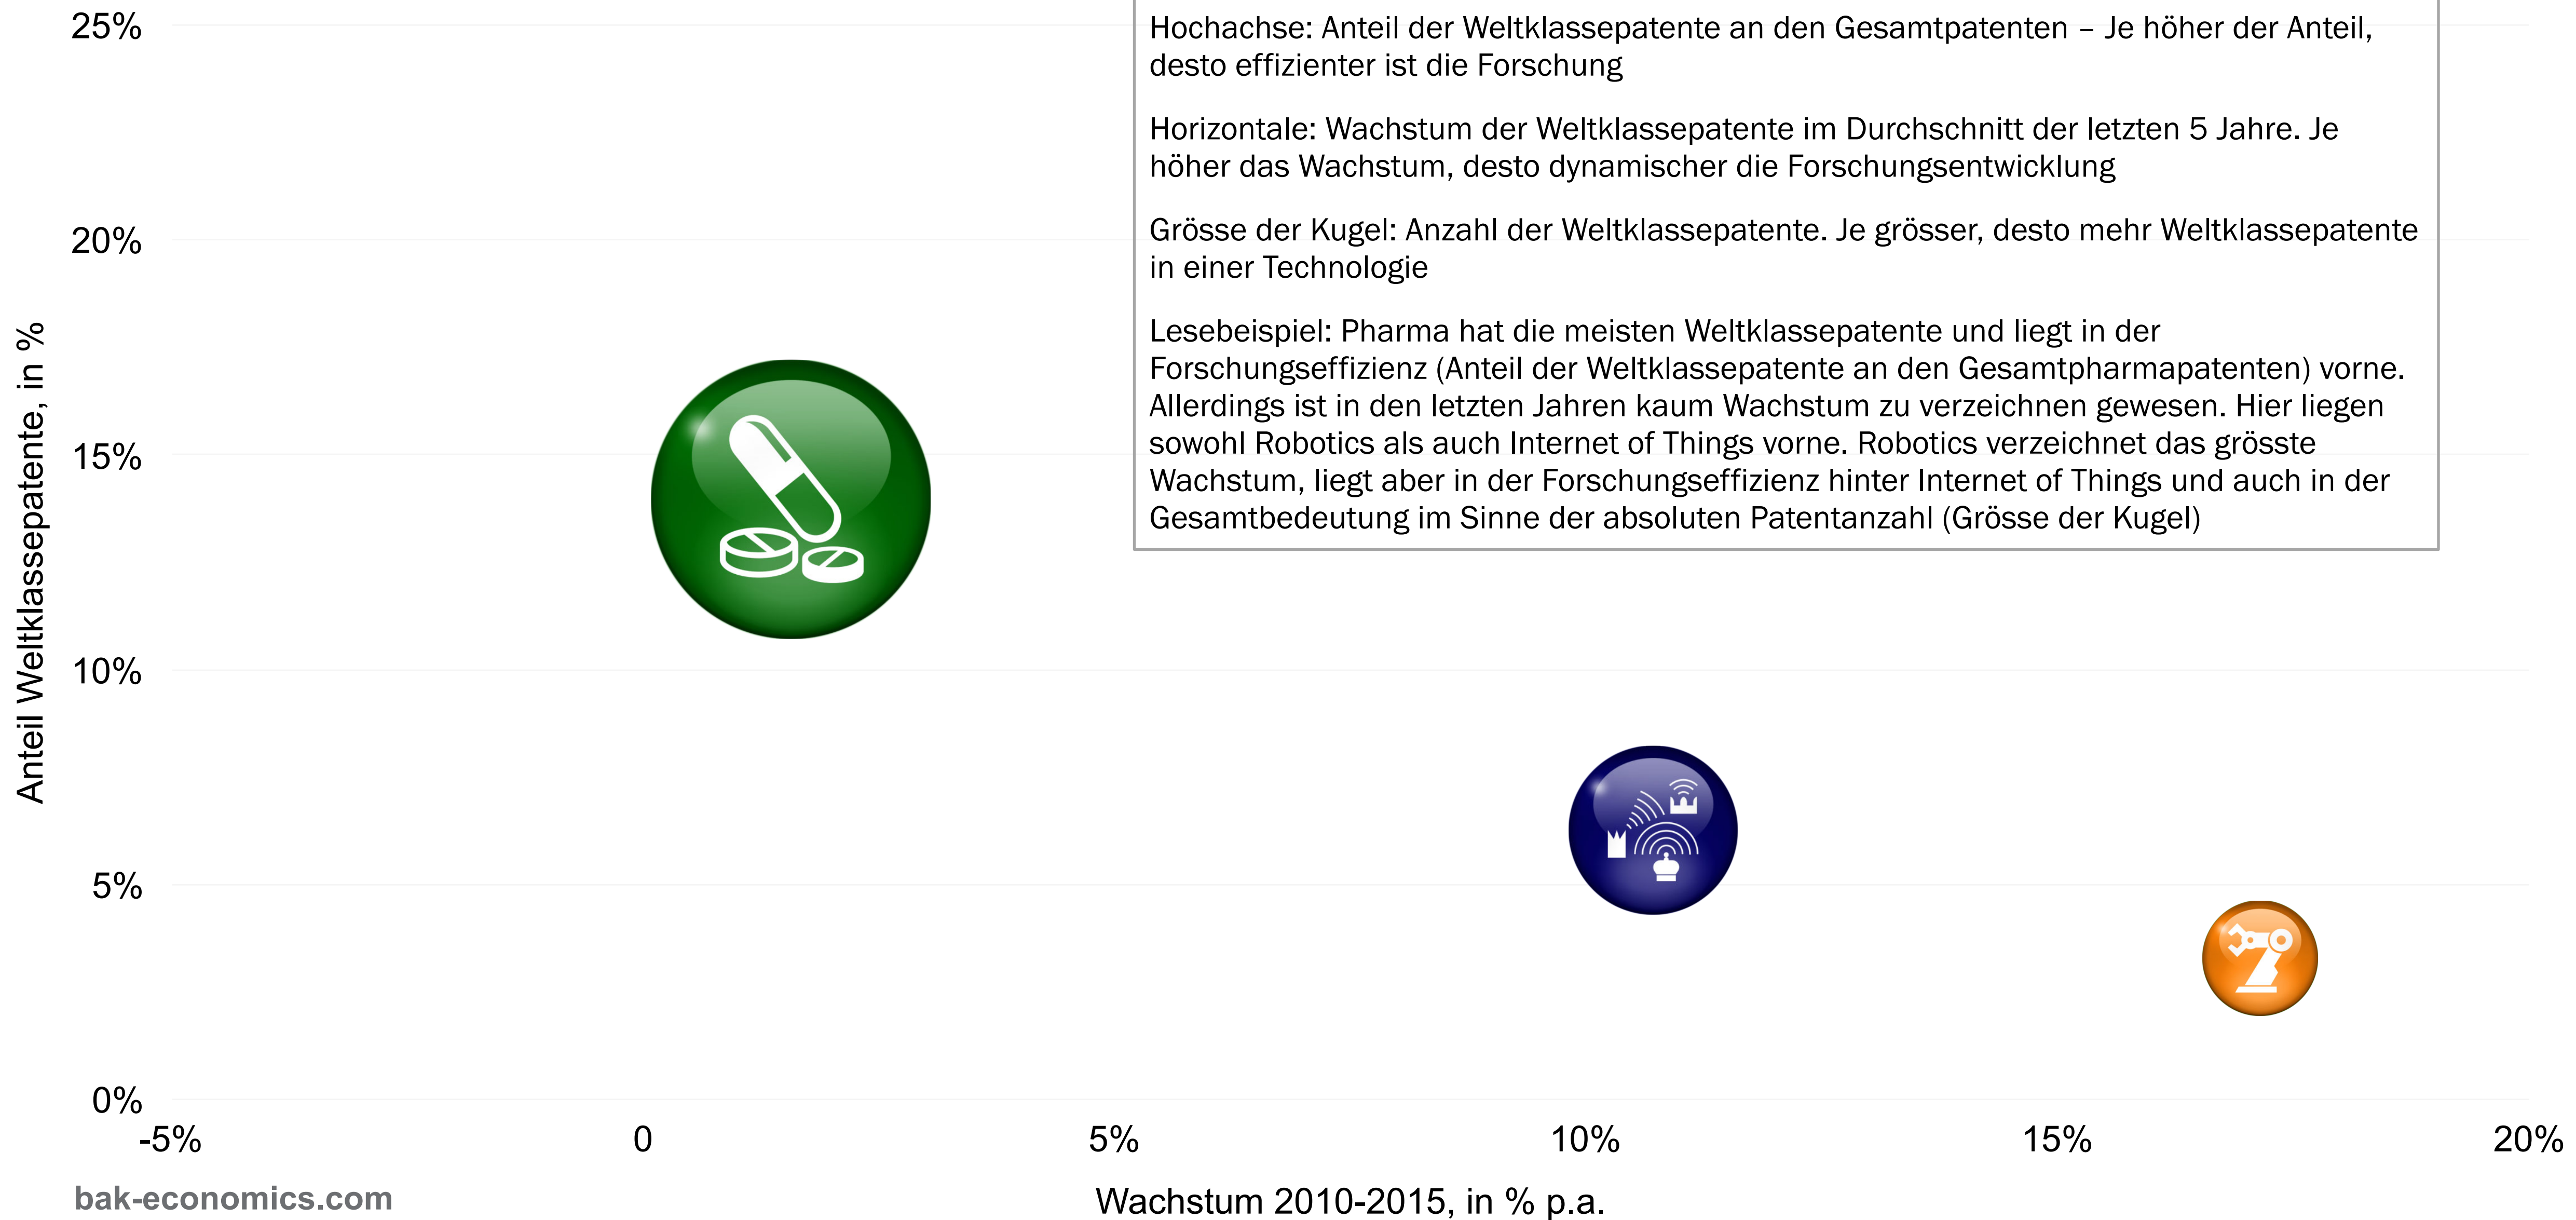 Hochachse: Anteil der Weltklassepatente an den Gesamtpatenten – Je höher der Anteil,
desto effizienter ist die Forschung
Horizontale: Wachstum der Weltklassepatente im Durchschnitt der letzten 5 Jahre. Je
höher das Wachstum, desto dynamischer die Forschungsentwicklung
Grösse der Kugel: Anzahl der Weltklassepatente. Je grösser, desto mehr Weltklassepatente
in einer Technologie
Lesebeispiel: Pharma hat die meisten Weltklassepatente und liegt in der
Forschungseffizienz (Anteil der Weltklassepatente an den Gesamtpharmapatenten) vorne.
Allerdings ist in den letzten Jahren kaum Wachstum zu verzeichnen gewesen. Hier liegen
sowohl Robotics als auch Internet of Things vorne. Robotics verzeichnet das grösste
Wachstum, liegt aber in der Forschungseffizienz hinter Internet of Things und auch in der
Gesamtbedeutung im Sinne der absoluten Patentanzahl (Grösse der Kugel)
Anteil Weltklassepatente, in %
25%
20%
15%
10%
5%
0%
-5%
0
5%
10%
15%
20%
Wachstum 2010-2015, in % p.a.
bak-economics.com